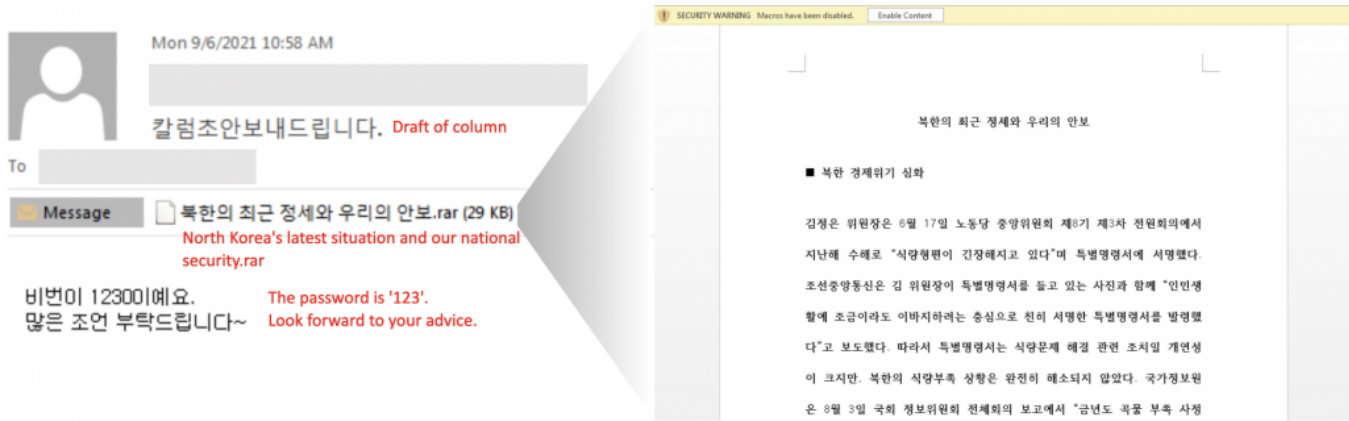 SECURITY WARNING Macros have been disabled. Enable Content
Mon 9/6/2021 10:58 AM
칼럼초안보내드립니다. Draft of column
To
Message 북한의 최근 정세와 우리의 안보.rar (29 KB)
North Korea's latest situation and our national
security.rar
비번이 1230이예요. The password is '123'.
많은 조언 부탁드립니다~ Look forward to your advice.
북한의 최근 정세와 우리의 안보
■ 북한 경제위기 심화
김정은 위원장은 6월 17일 노동당 중앙위원회 제8기 제3차 전원회의에서
지난해 수해로 “식량형편이 긴장해지고 있다”며 특별명령서에 서명했다.
조선중앙통신은 김 위원장이 특별명령서를 들고 있는 사진과 함께 “인민생
활에 조금이라도 이바지하려는 충심으로 친히 서명한 특별명령서를 발령했
다”고 보도했다. 따라서 특별명령서는 식량문제 해결 관련 조치일 개연성
이 크지만. 북한의 식량부족 상황은 완전히 해소되지 않았다. 국가정보원
은 8월 3일 국회 정보위원회 전체회의 보고에서 “금년도 곡물 부족 사정